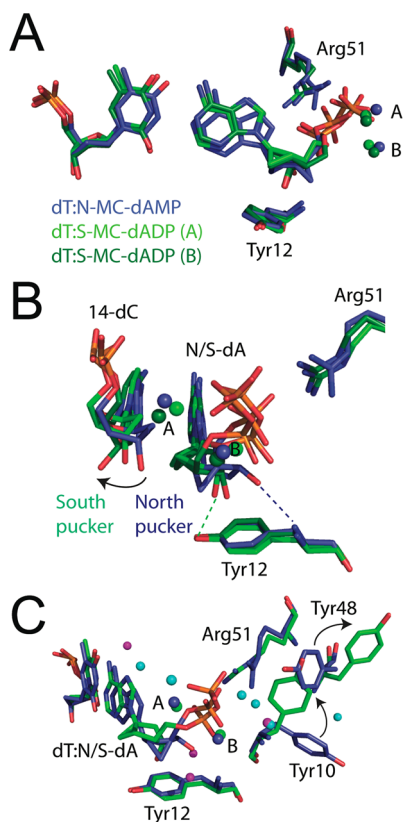 A
Arg51
A
B
dT:N-MC-dAMP
dT:S-MC-dADP (A)
dT:S-MC-dADP (B)
Tyr12
B
14-dC
N/S-dA
Arg51
A
B
South
pucker
North
pucker
Tyr12
C
Tyr48
Arg51
A
B
dT:N/S-dA
Tyr10
Tyr12